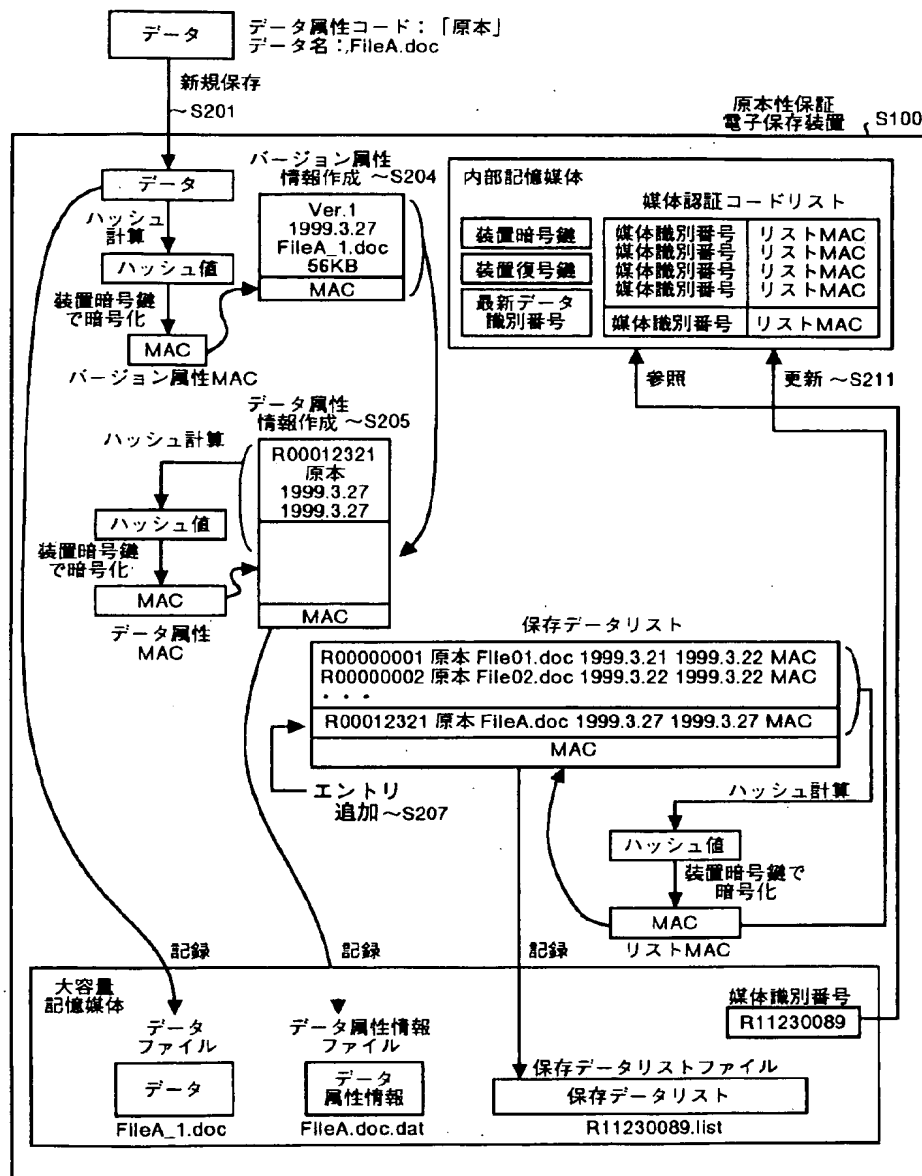 データ
データ属性コード：「原本」
データ名：,FileA.doc
新規保存
～S201
原本性保証
電子保存装置
S100
データ
ハッシュ
計算
ハッシュ値
装置暗号鍵
で暗号化
MAC
バージョン属性MAC
バージョン属性
情報作成 ～S204
Ver.1
1999.3.27
FileA_1.doc
56KB
MAC
内部記憶媒体
装置暗号鍵
装置復号鍵
最新データ
識別番号
媒体認証コードリスト
媒体識別番号 リストMAC
媒体識別番号 リストMAC
媒体識別番号 リストMAC
媒体識別番号 リストMAC
媒体識別番号 リストMAC
参照
更新 ～S211
データ属性
情報作成 ～S205
ハッシュ計算
R00012321
原本
1999.3.27
1999.3.27
MAC
ハッシュ値
装置暗号鍵
で暗号化
MAC
データ属性
MAC
保存データリスト
R00000001 原本 File01.doc 1999.3.21 1999.3.22 MAC
R00000002 原本 File02.doc 1999.3.22 1999.3.22 MAC
・・・
R00012321 原本 FileA.doc 1999.3.27 1999.3.27 MAC
MAC
エントリ
追加 ～S207
ハッシュ計算
ハッシュ値
装置暗号鍵で
暗号化
MAC
リストMAC
記録
記録
記録
大容量
記憶媒体
データ
ファイル
データ
FileA_1.doc
データ属性情報
ファイル
データ
属性情報
FileA.doc.dat
保存データリストファイル
保存データリスト
R11230089.list
媒体識別番号
R11230089